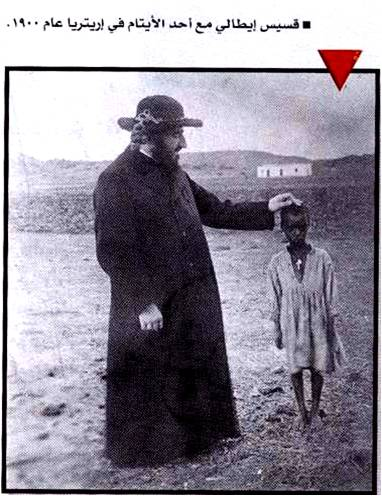 ■ قسيس إيطالي مع أحد الأيتام في إريتريا عام ١٩٠٠.